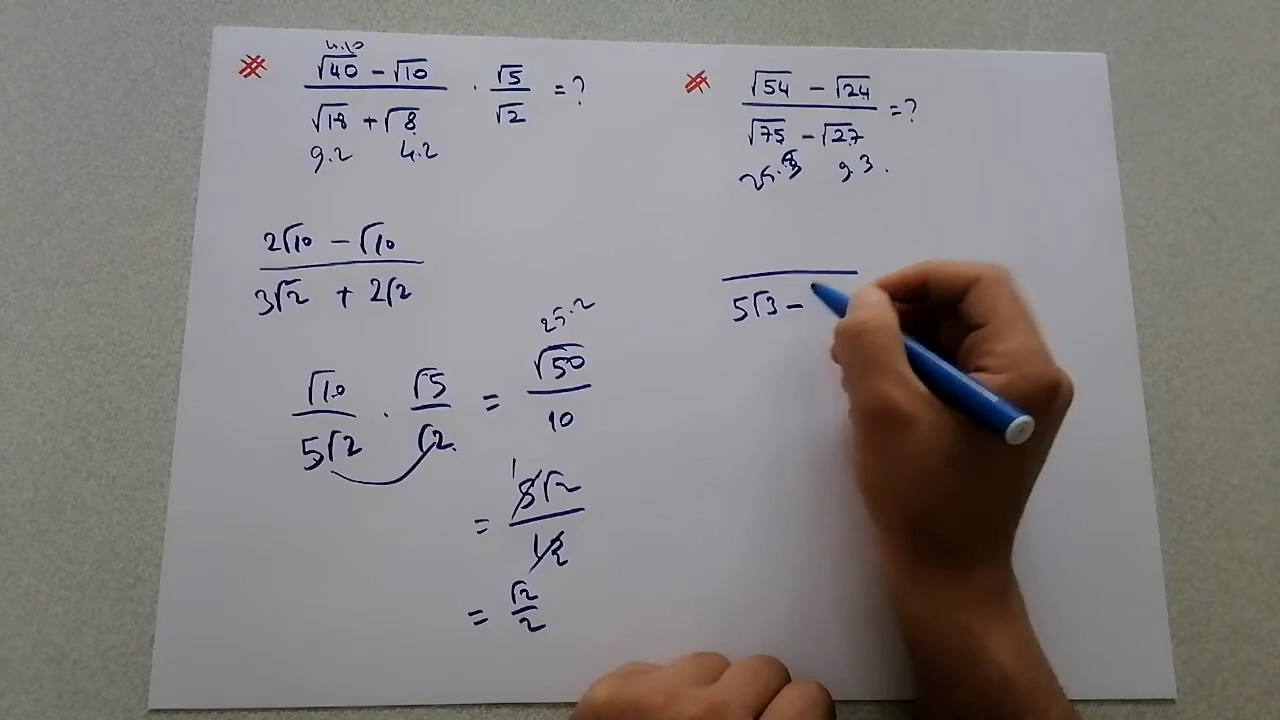 4.10
(√40 − √10)/(√18 + √8) · √5/√2 = ?
9.2 4.2
(2√10 − √10)/(3√2 + 2√2)
25.2
√10/5√2 · √5/√2 = √50/10
1
= 5√2/10
2
= √2/2
(√54 − √24)/(√75 − √27) = ?
25.3 9.3.
5√3 −